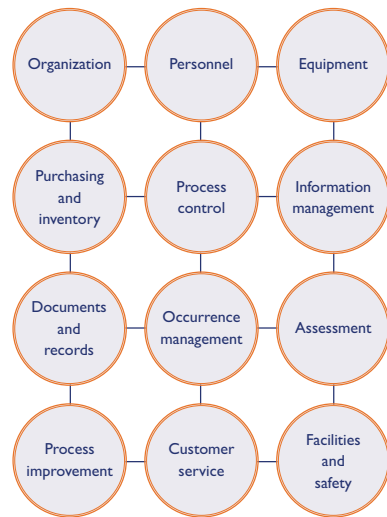 Organization
Personnel
Equipment
Purchasing
and
inventory
Process
control
Information
management
Documents
and
records
Occurrence
management
Assessment
Process
improvement
Customer
service
Facilities
and
safety